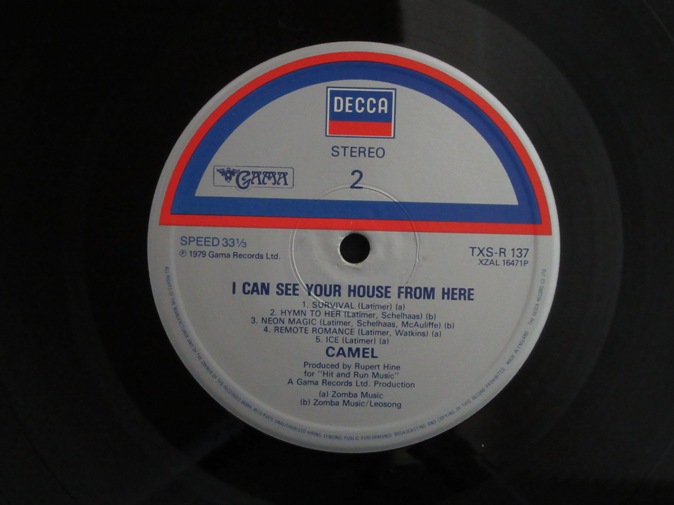 DECCA
STEREO
GAMA
2
SPEED 33⅓
℗ 1979 Gama Records Ltd.
TXS-R 137
XZAL 16471P
I CAN SEE YOUR HOUSE FROM HERE
1. SURVIVAL (Latimer) (a)
2. HYMN TO HER (Latimer, Schelhaas) (b)
3. NEON MAGIC (Latimer, Schelhaas, McAuliffe) (b)
4. REMOTE ROMANCE (Latimer, Watkins) (a)
5. ICE (Latimer) (a)
CAMEL
Produced by Rupert Hine
for "Hit and Run Music"
A Gama Records Ltd. Production
(a) Zomba Music
(b) Zomba Music/Leosong